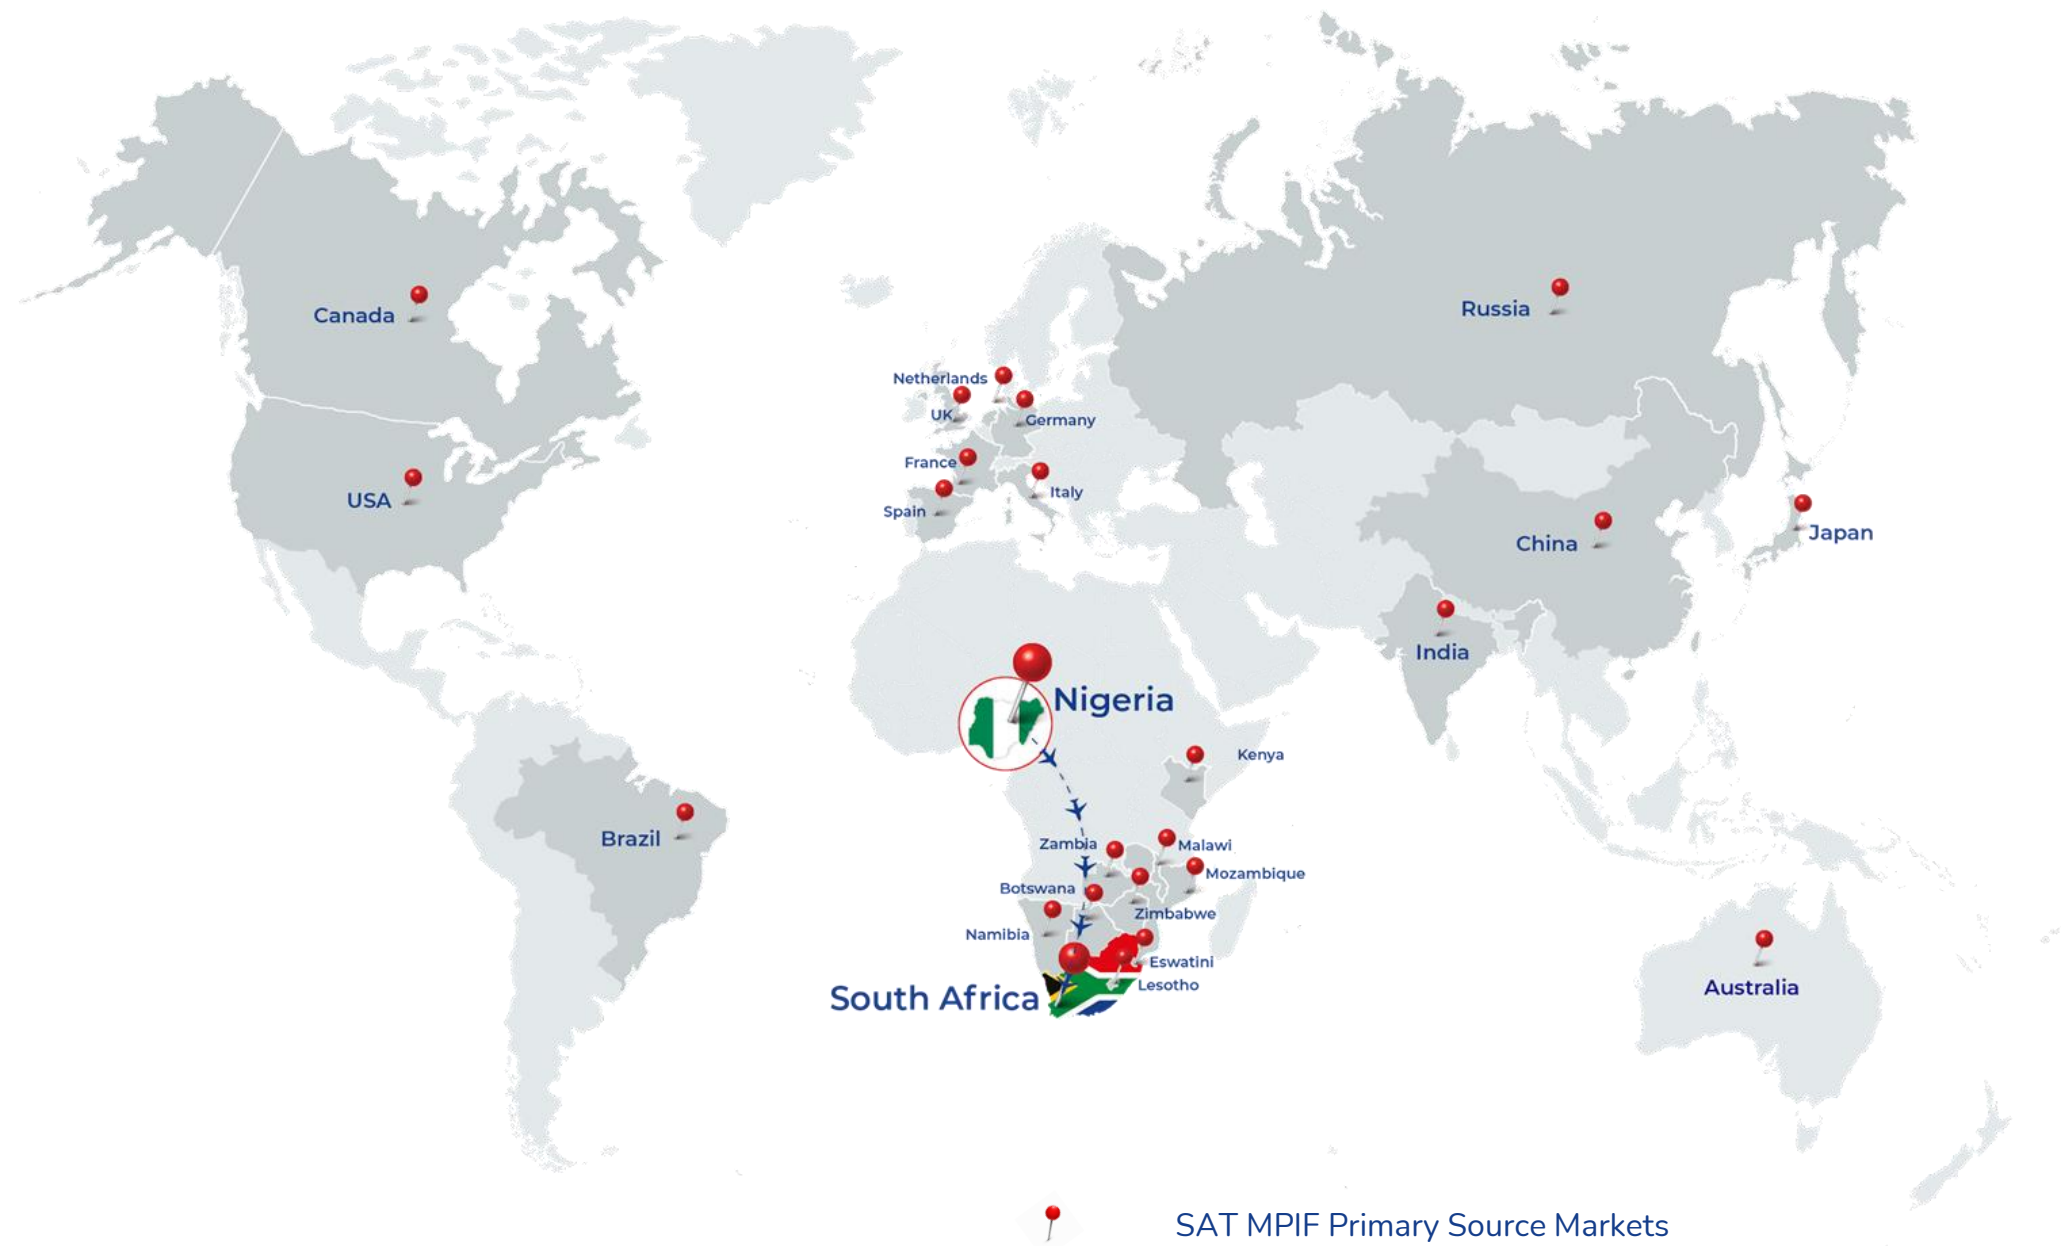 Canada
Russia
Netherlands
UK
Germany
France
Italy
USA
Spain
China
Japan
India
Nigeria
Kenya
Brazil
Zambia
Malawi
Mozambique
Botswana
Zimbabwe
Namibia
Eswatini
Lesotho
South Africa
Australia
SAT MPIF Primary Source Markets